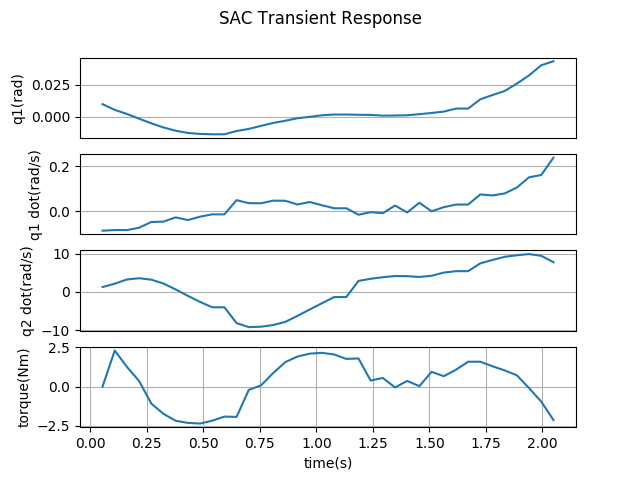 SAC Transient Response
q1(rad)
0.025
0.000
q1 dot(rad/s)
0.2
0.0
q2 dot(rad/s)
10
0
−10
torque(Nm)
2.5
0.0
−2.5
0.00 0.25 0.50 0.75 1.00 1.25 1.50 1.75 2.00
time(s)